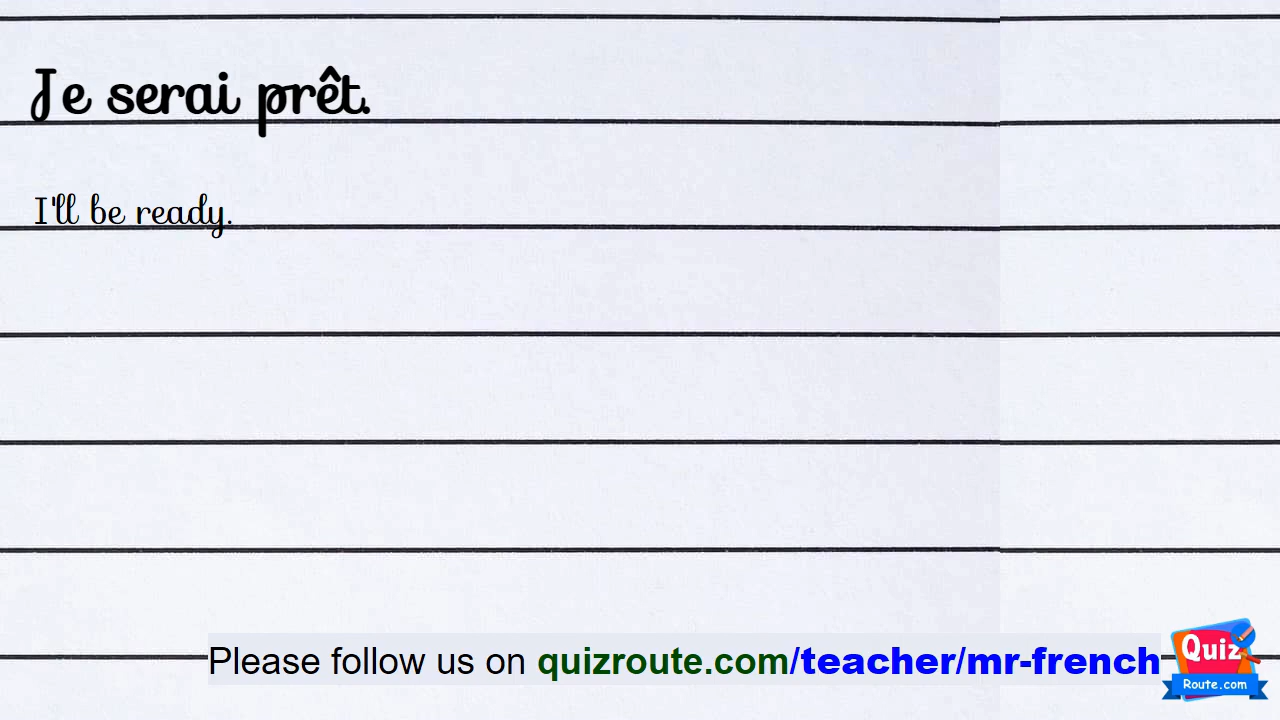 Je serai prêt.
I'll be ready.
Please follow us on quizroute.com/teacher/mr-french
Quiz
Route.com